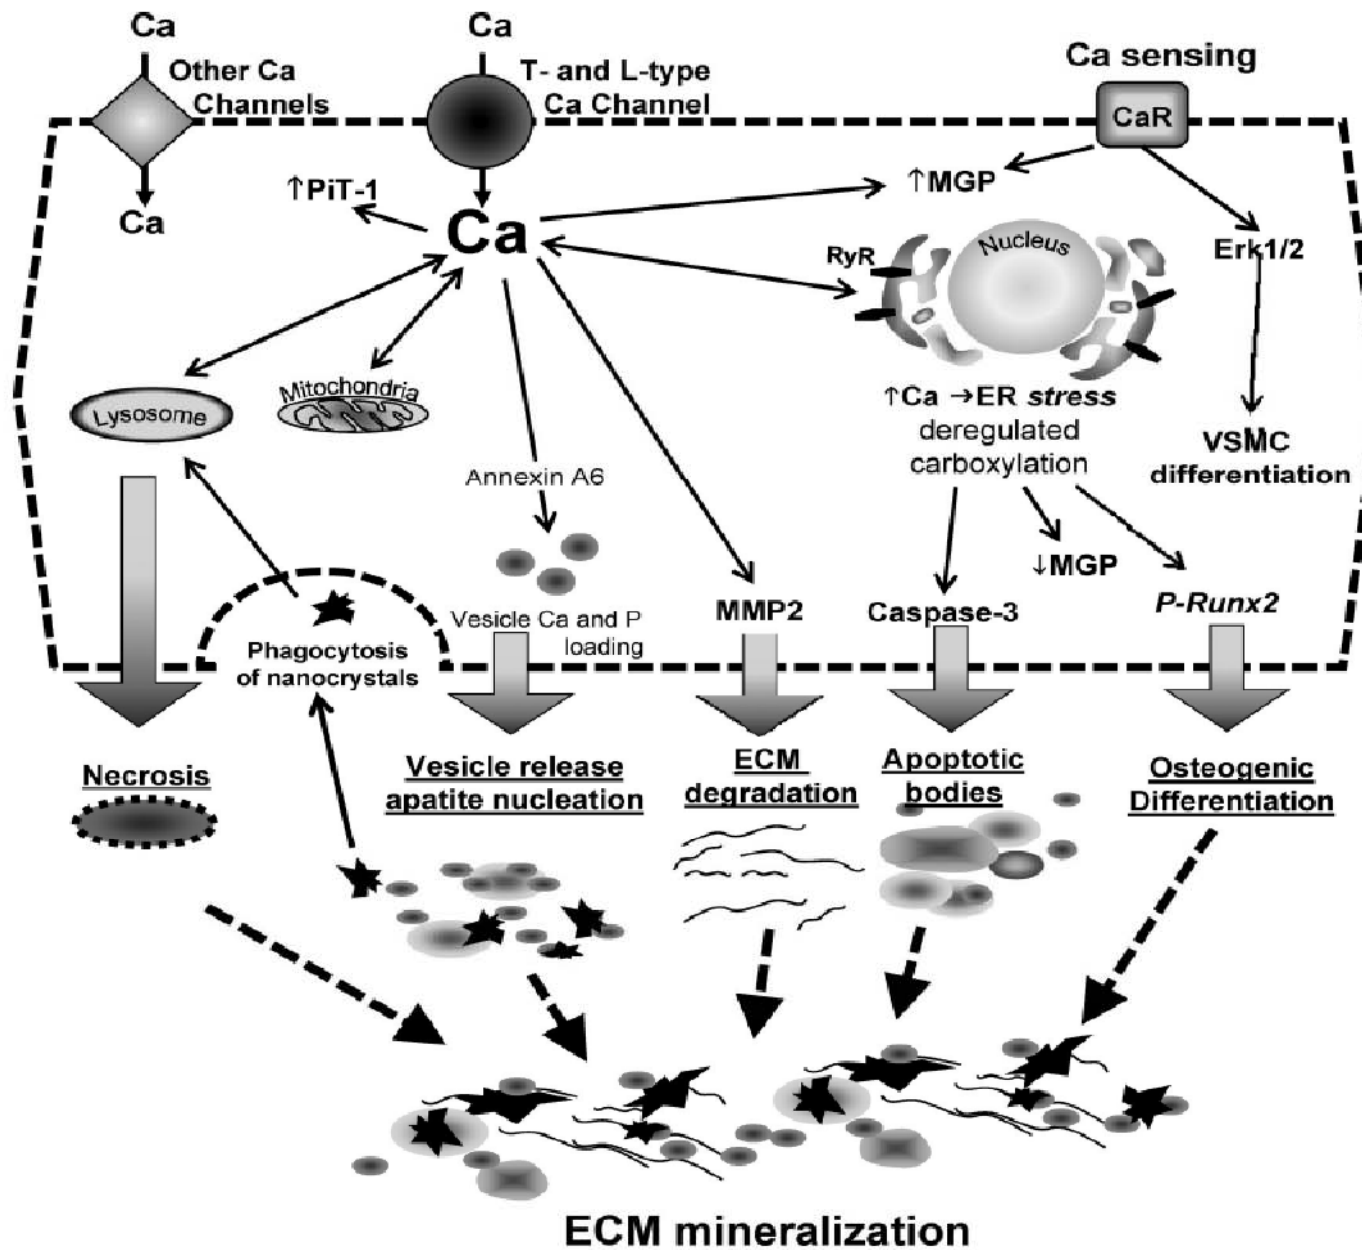 Ca
Ca
Ca sensing
Other Ca
Channels
T- and L-type
Ca Channel
CaR
↑PiT-1
↑MGP
Ca
Ca
Nucleus
RyR
Erk1/2
Mitochondria
Lysosome
↑Ca →ER stress
deregulated
carboxylation
VSMC
differentiation
Annexin A6
↓MGP
MMP2
Caspase-3
P-Runx2
Vesicle Ca and P
loading
Phagocytosis
of nanocrystals
Necrosis
Vesicle release
apatite nucleation
ECM
degradation
Apoptotic
bodies
Osteogenic
Differentiation
ECM mineralization